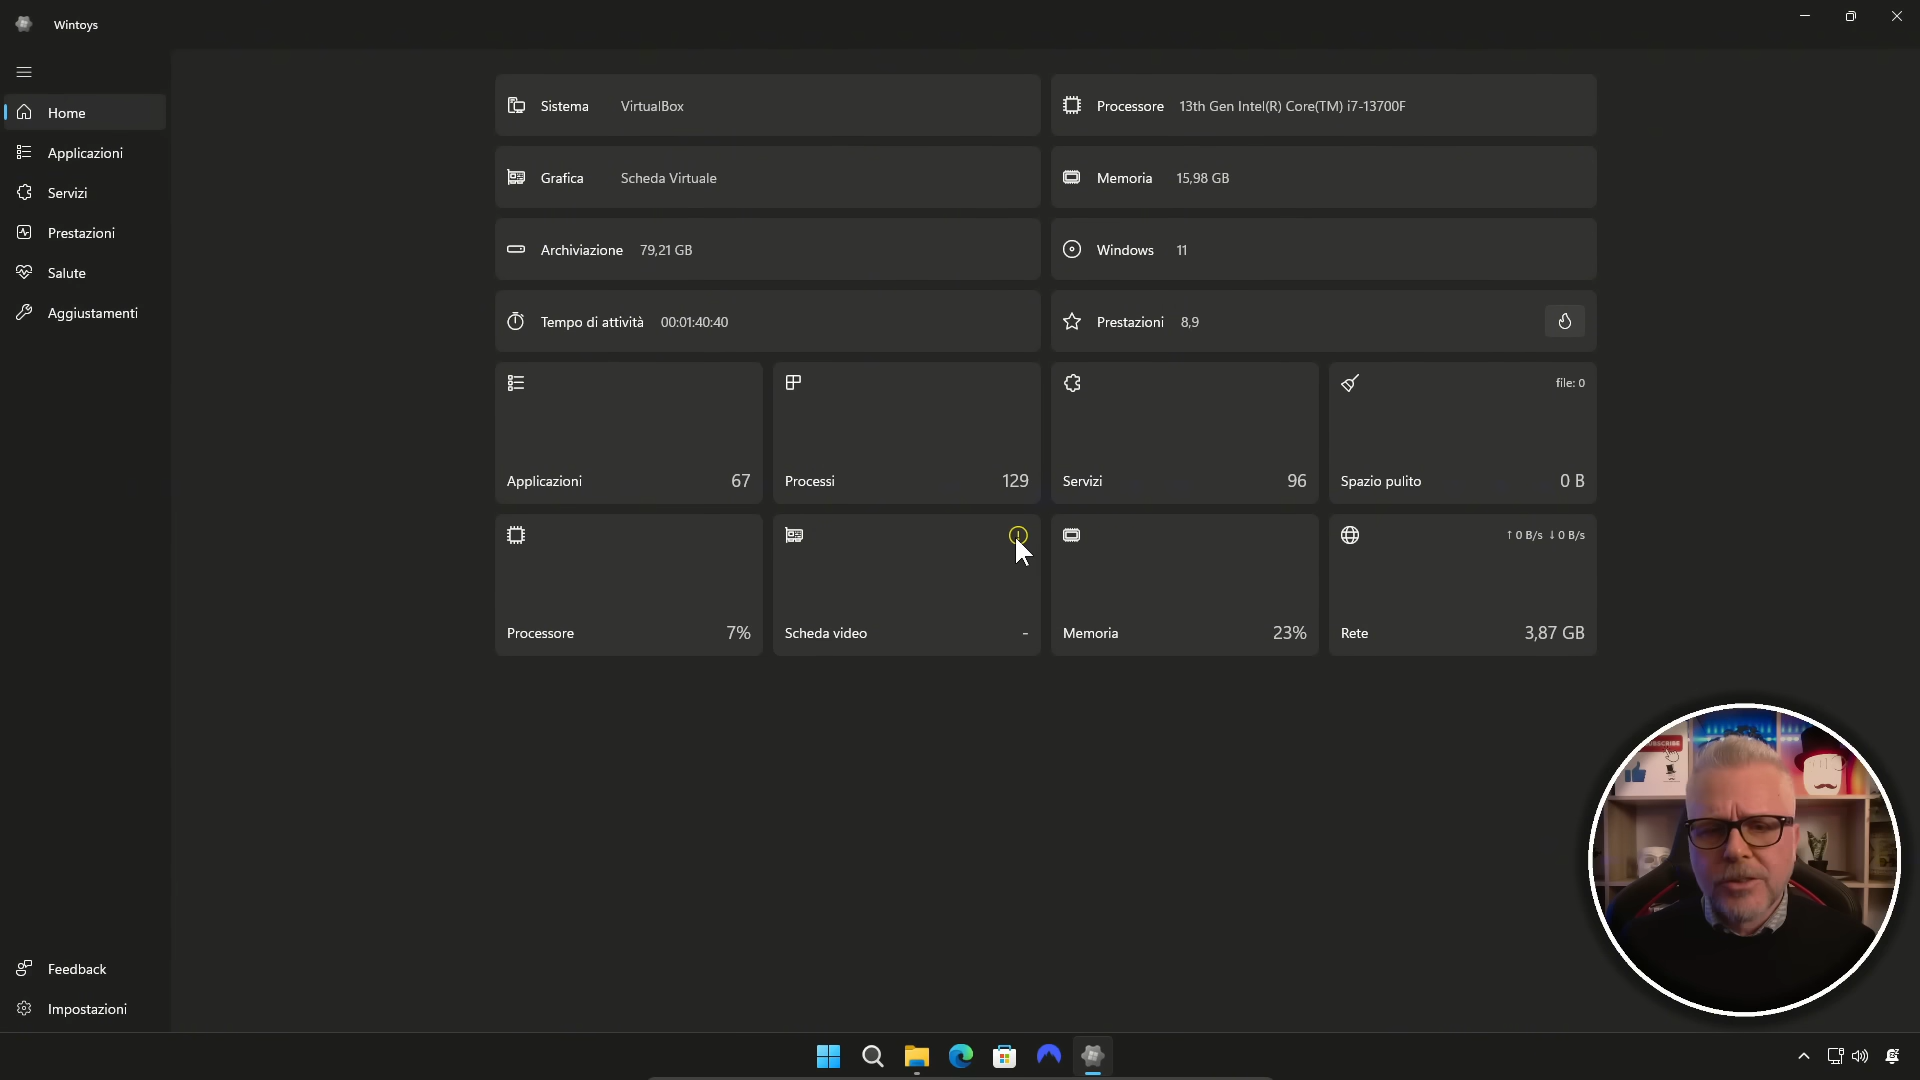 Wintoys
Home
Applicazioni
Servizi
Prestazioni
Salute
Aggiustamenti
Feedback
Impostazioni
Sistema VirtualBox
Processore 13th Gen Intel(R) Core(TM) i7-13700F
Grafica Scheda Virtuale
Memoria 15,98 GB
Archiviazione 79,21 GB
Windows 11
Tempo di attività 00:01:40:40
Prestazioni 8,9
Applicazioni 67
Processi 129
Servizi 96
file: 0
Spazio pulito 0 B
Processore 7%
Scheda video -
Memoria 23%
↑ 0 B/s ↓ 0 B/s
Rete 3,87 GB
SUBSCRIBE